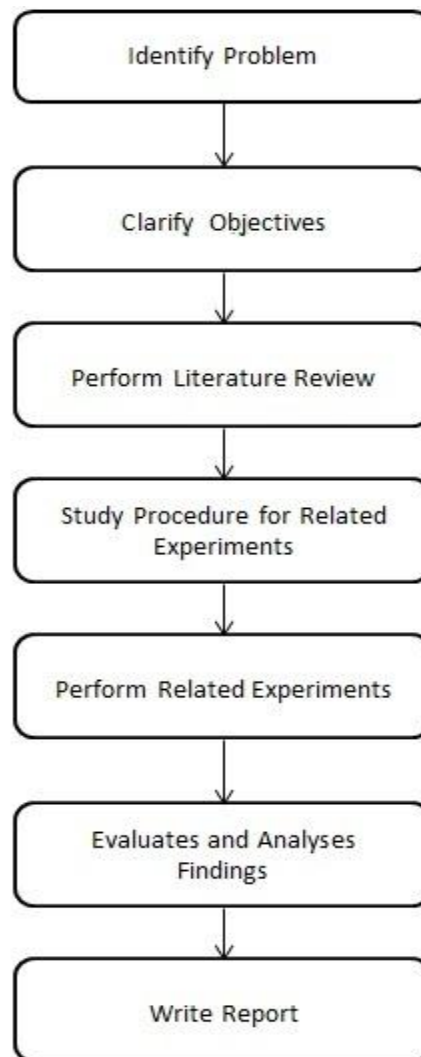 Identify Problem
Clarify Objectives
Perform Literature Review
Study Procedure for Related
Experiments
Perform Related Experiments
Evaluates and Analyses
Findings
Write Report